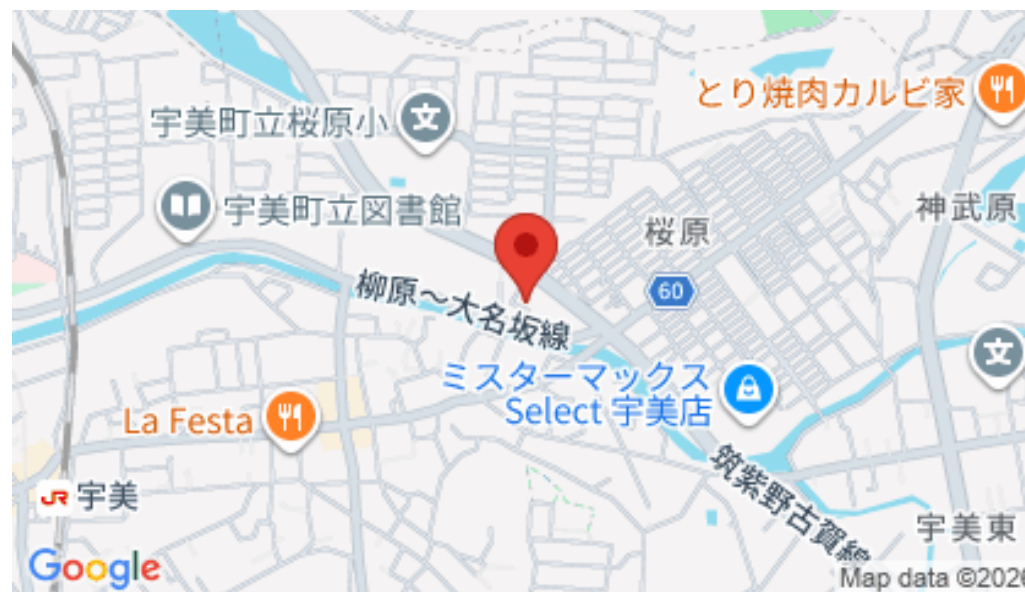 とり焼肉カルビ家
宇美町立桜原小
文
宇美町立図書館
桜原
神武原
60
柳原～大名坂線
文
ミスターマックス
Select 宇美店
La Festa
筑紫野古賀線
JR 宇美
宇美東
Google
Map data ©2026